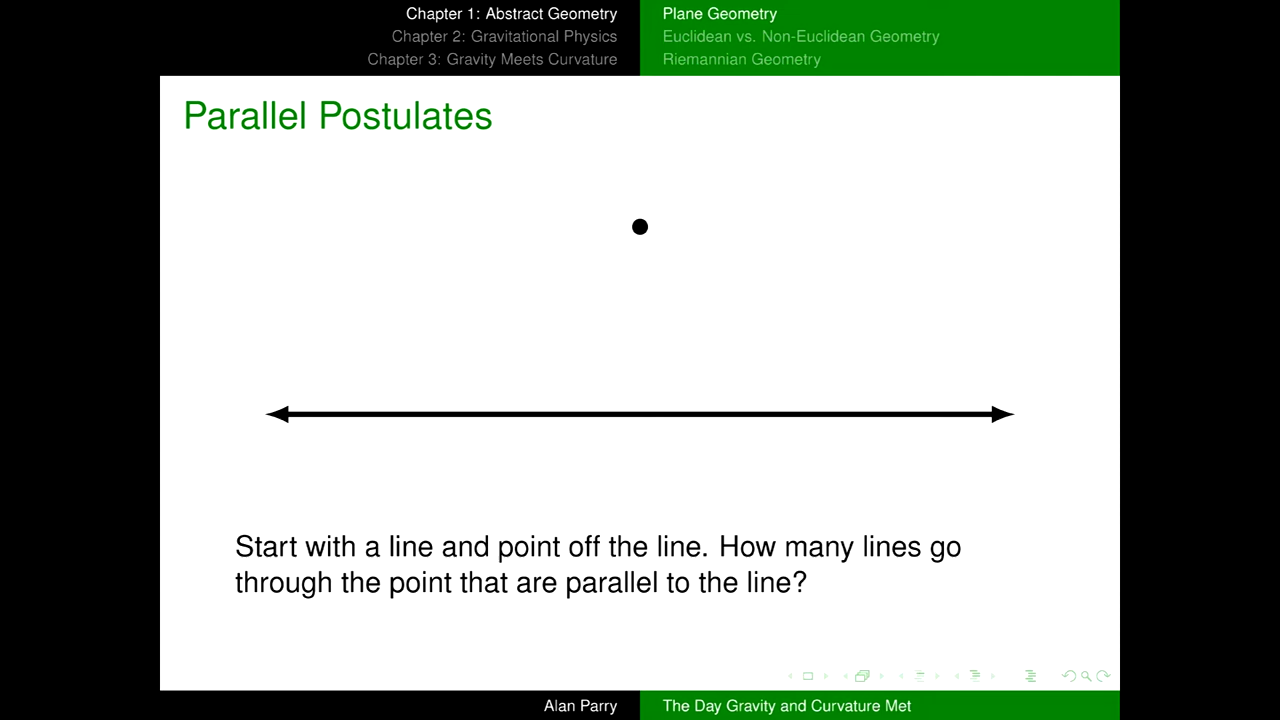 Chapter 1: Abstract Geometry
Chapter 2: Gravitational Physics
Chapter 3: Gravity Meets Curvature
Plane Geometry
Euclidean vs. Non-Euclidean Geometry
Riemannian Geometry
Parallel Postulates
Start with a line and point off the line. How many lines go
through the point that are parallel to the line?
Alan Parry
The Day Gravity and Curvature Met